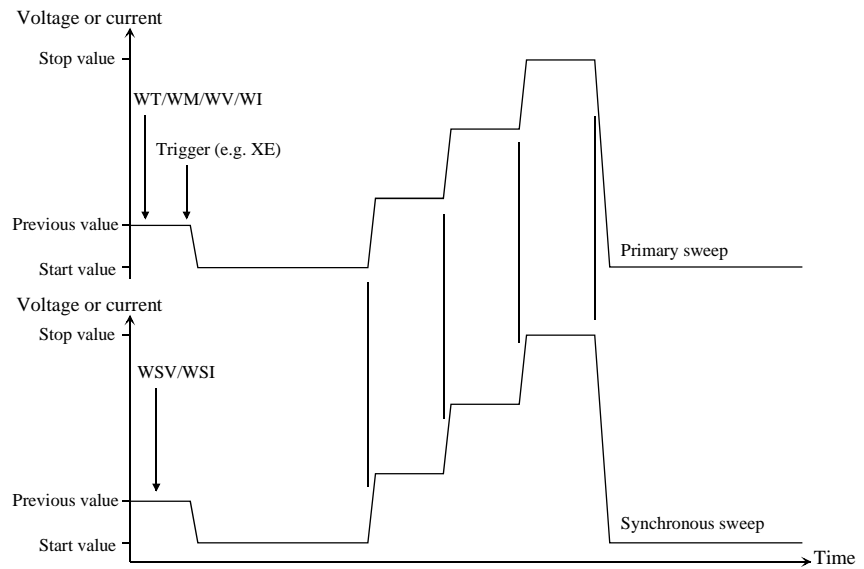 Voltage or current
Stop value
WT/WM/WV/WI
Trigger (e.g. XE)
Previous value
Start value
Primary sweep
Voltage or current
Stop value
WSV/WSI
Previous value
Start value
Synchronous sweep
Time